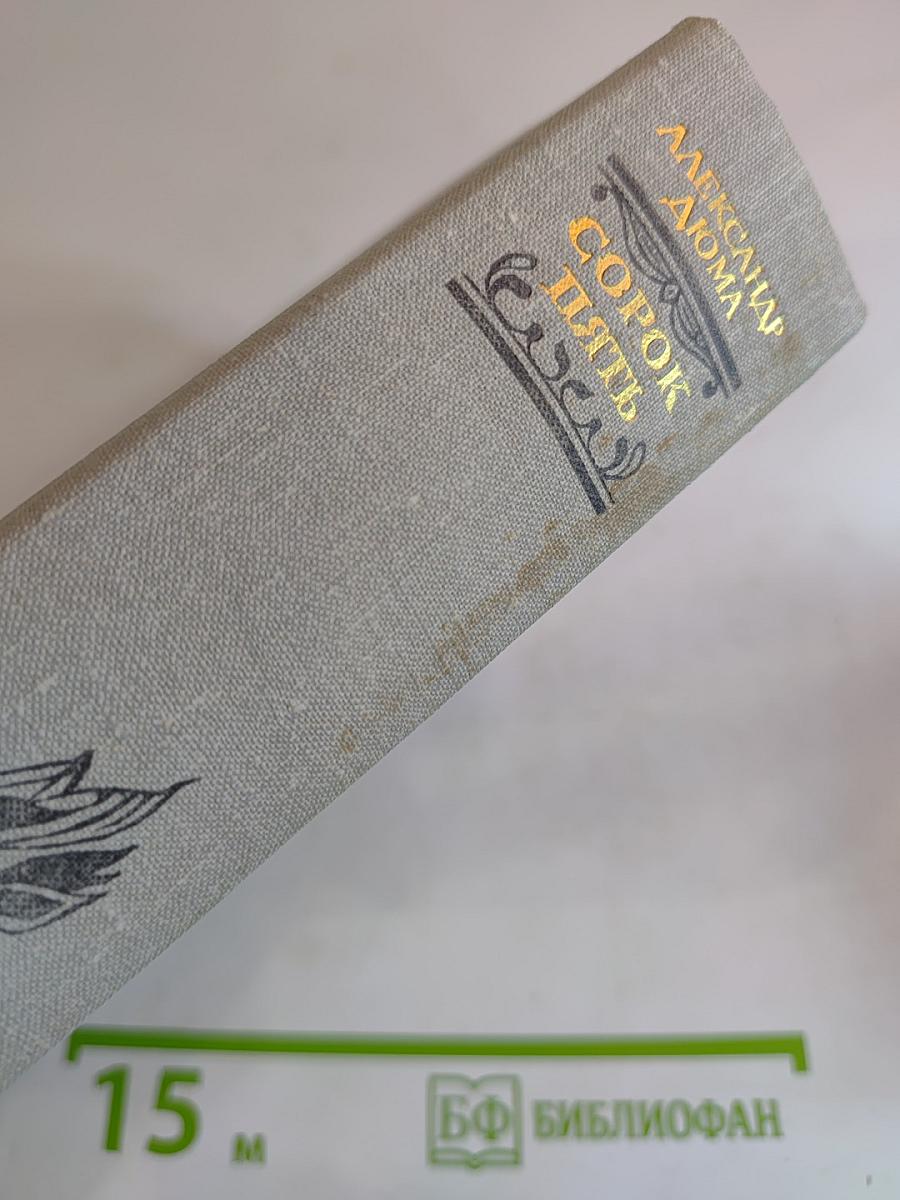 АЛЕКСАНДР
ДЮМА
СОРОК
ПЯТЬ
15 м
БФ БИБЛИОФАН